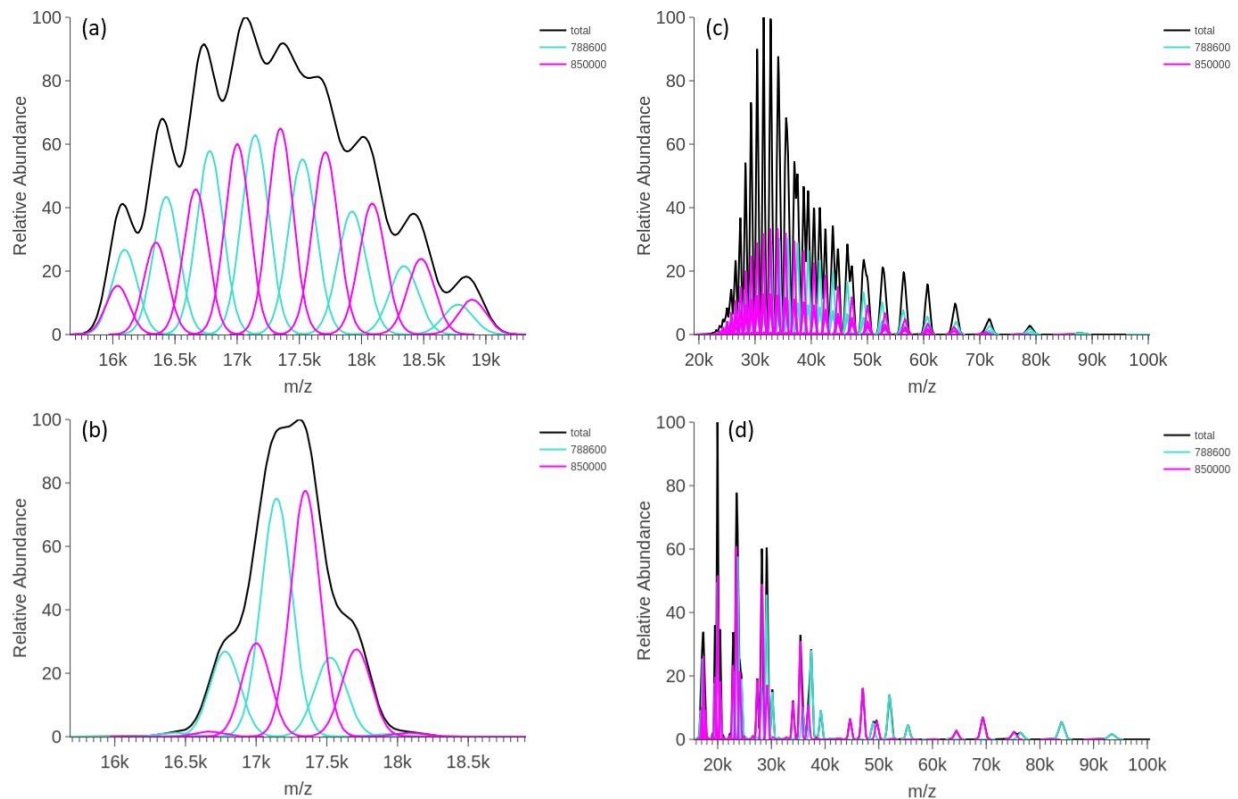 (a)
100
80
60
40
20
0
Relative Abundance
16k 16.5k 17k 17.5k 18k 18.5k 19k
m/z
total
788600
850000
(c)
100
80
60
40
20
0
Relative Abundance
20k 30k 40k 50k 60k 70k 80k 90k 100k
m/z
total
788600
850000
(b)
100
80
60
40
20
0
Relative Abundance
16k 16.5k 17k 17.5k 18k 18.5k
m/z
total
788600
850000
(d)
100
80
60
40
20
0
Relative Abundance
20k 30k 40k 50k 60k 70k 80k 90k 100k
m/z
total
788600
850000